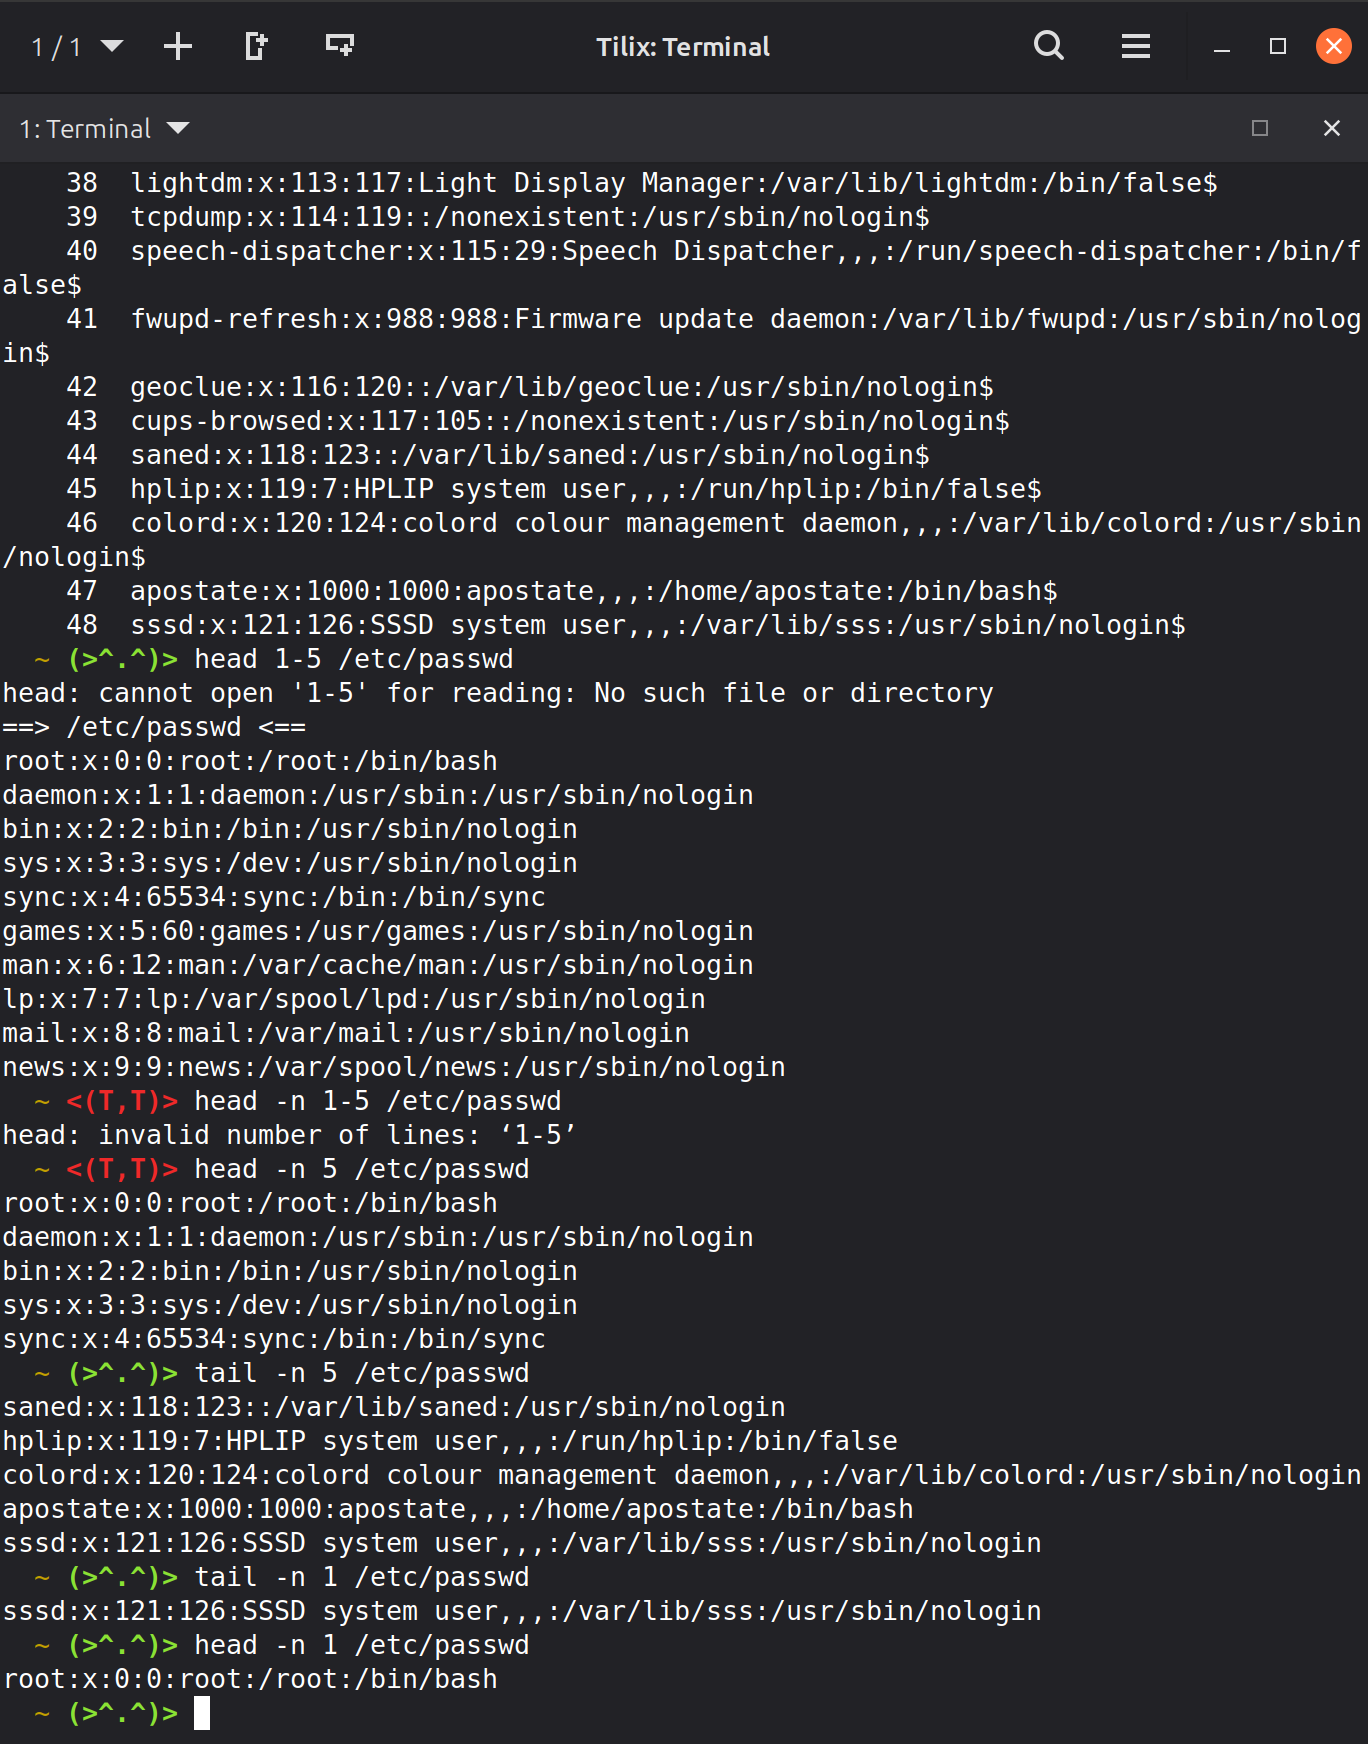 1 / 1
Tilix: Terminal
1: Terminal
    38  lightdm:x:113:117:Light Display Manager:/var/lib/lightdm:/bin/false$
    39  tcpdump:x:114:119::/nonexistent:/usr/sbin/nologin$
    40  speech-dispatcher:x:115:29:Speech Dispatcher,,,:/run/speech-dispatcher:/bin/f
alse$
    41  fwupd-refresh:x:988:988:Firmware update daemon:/var/lib/fwupd:/usr/sbin/nolog
in$
    42  geoclue:x:116:120::/var/lib/geoclue:/usr/sbin/nologin$
    43  cups-browsed:x:117:105::/nonexistent:/usr/sbin/nologin$
    44  saned:x:118:123::/var/lib/saned:/usr/sbin/nologin$
    45  hplip:x:119:7:HPLIP system user,,,:/run/hplip:/bin/false$
    46  colord:x:120:124:colord colour management daemon,,,:/var/lib/colord:/usr/sbin
/nologin$
    47  apostate:x:1000:1000:apostate,,,:/home/apostate:/bin/bash$
    48  sssd:x:121:126:SSSD system user,,,:/var/lib/sss:/usr/sbin/nologin$
  ~ (>^.^)> head 1-5 /etc/passwd
head: cannot open '1-5' for reading: No such file or directory
==> /etc/passwd <==
root:x:0:0:root:/root:/bin/bash
daemon:x:1:1:daemon:/usr/sbin:/usr/sbin/nologin
bin:x:2:2:bin:/bin:/usr/sbin/nologin
sys:x:3:3:sys:/dev:/usr/sbin/nologin
sync:x:4:65534:sync:/bin:/bin/sync
games:x:5:60:games:/usr/games:/usr/sbin/nologin
man:x:6:12:man:/var/cache/man:/usr/sbin/nologin
lp:x:7:7:lp:/var/spool/lpd:/usr/sbin/nologin
mail:x:8:8:mail:/var/mail:/usr/sbin/nologin
news:x:9:9:news:/var/spool/news:/usr/sbin/nologin
  ~ <(T,T)> head -n 1-5 /etc/passwd
head: invalid number of lines: ‘1-5’
  ~ <(T,T)> head -n 5 /etc/passwd
root:x:0:0:root:/root:/bin/bash
daemon:x:1:1:daemon:/usr/sbin:/usr/sbin/nologin
bin:x:2:2:bin:/bin:/usr/sbin/nologin
sys:x:3:3:sys:/dev:/usr/sbin/nologin
sync:x:4:65534:sync:/bin:/bin/sync
  ~ (>^.^)> tail -n 5 /etc/passwd
saned:x:118:123::/var/lib/saned:/usr/sbin/nologin
hplip:x:119:7:HPLIP system user,,,:/run/hplip:/bin/false
colord:x:120:124:colord colour management daemon,,,:/var/lib/colord:/usr/sbin/nologin
apostate:x:1000:1000:apostate,,,:/home/apostate:/bin/bash
sssd:x:121:126:SSSD system user,,,:/var/lib/sss:/usr/sbin/nologin
  ~ (>^.^)> tail -n 1 /etc/passwd
sssd:x:121:126:SSSD system user,,,:/var/lib/sss:/usr/sbin/nologin
  ~ (>^.^)> head -n 1 /etc/passwd
root:x:0:0:root:/root:/bin/bash
  ~ (>^.^)>